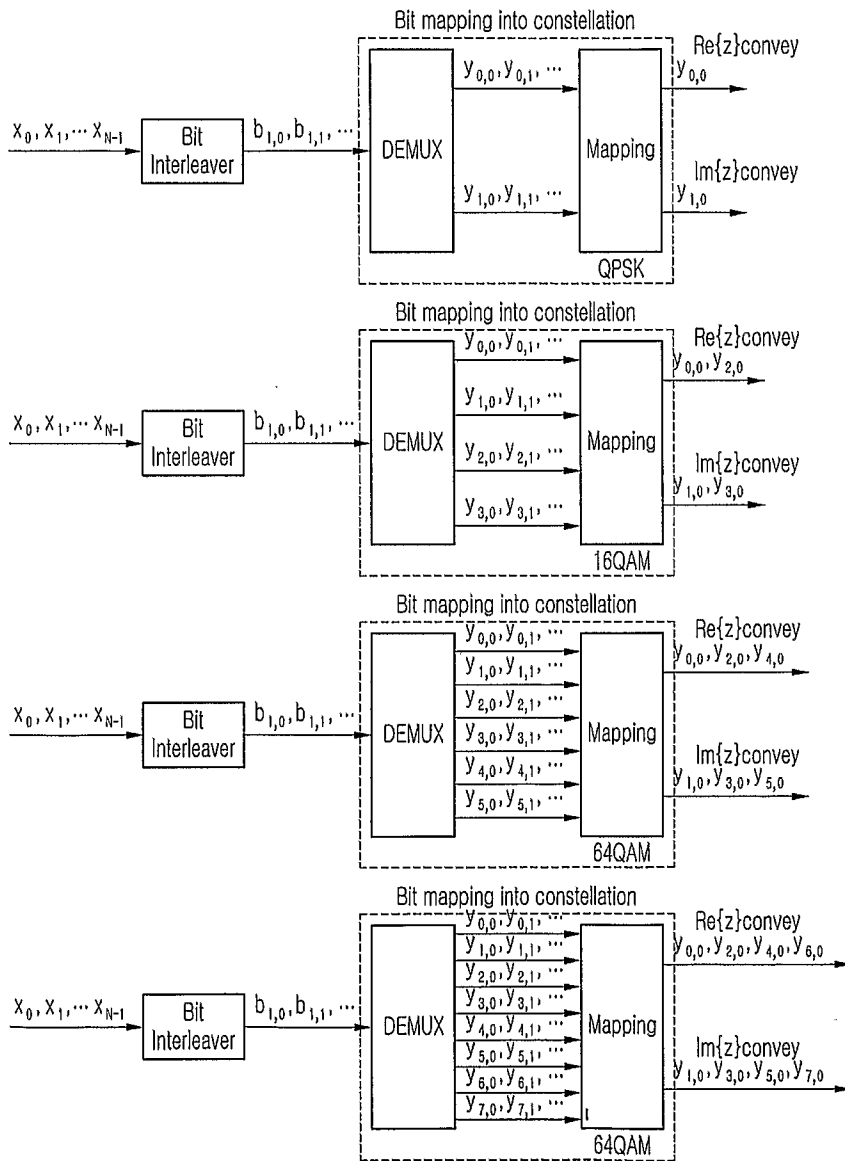 Bit mapping into constellation
Re{z}convey
y0,0, y0,1, ...
y0,0
x0, x1, ... xN-1
Bit
Interleaver
b1,0, b1,1, ...
DEMUX
Mapping
Im{z}convey
y1,0, y1,1, ...
y1,0
QPSK
Bit mapping into constellation
Re{z}convey
y0,0, y0,1, ...
y0,0, y2,0
y1,0, y1,1, ...
x0, x1, ... xN-1
Bit
Interleaver
b1,0, b1,1, ...
DEMUX
Mapping
y2,0, y2,1, ...
Im{z}convey
y1,0, y3,0
y3,0, y3,1, ...
16QAM
Bit mapping into constellation
Re{z}convey
y0,0, y0,1, ...
y0,0, y2,0, y4,0
y1,0, y1,1, ...
y2,0, y2,1, ...
x0, x1, ... xN-1
Bit
Interleaver
b1,0, b1,1, ...
DEMUX
Mapping
y3,0, y3,1, ...
y4,0, y4,1, ...
Im{z}convey
y1,0, y3,0, y5,0
y5,0, y5,1, ...
64QAM
Bit mapping into constellation
Re{z}convey
y0,0, y0,1, ...
y0,0, y2,0, y4,0, y6,0
y1,0, y1,1, ...
y2,0, y2,1, ...
y3,0, y3,1, ...
x0, x1, ... xN-1
Bit
Interleaver
b1,0, b1,1, ...
DEMUX
Mapping
y4,0, y4,1, ...
y5,0, y5,1, ...
Im{z}convey
y1,0, y3,0, y5,0, y7,0
y6,0, y6,1, ...
y7,0, y7,1, ...
64QAM